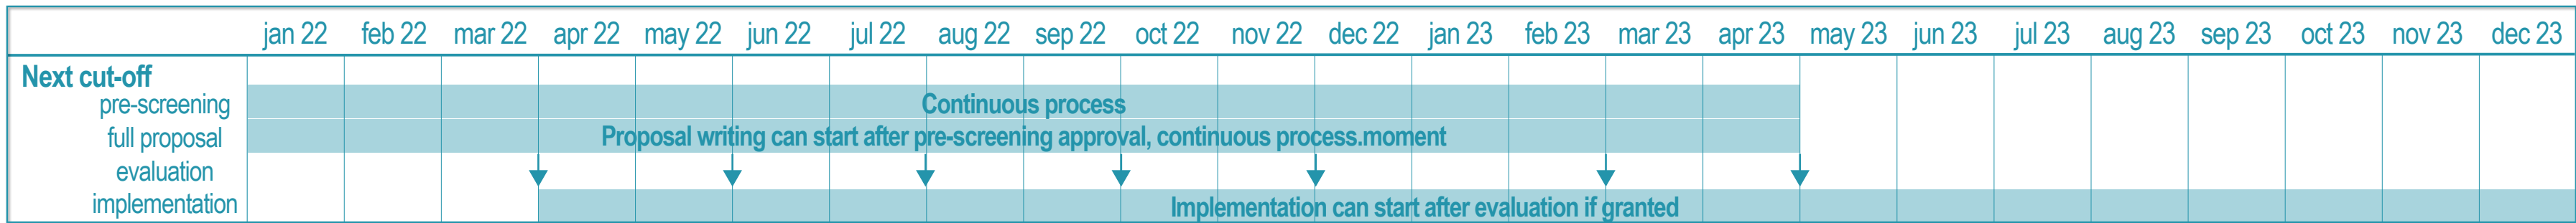 jan 22 feb 22 mar 22 apr 22 may 22 jun 22 jul 22 aug 22 sep 22 oct 22 nov 22 dec 22 jan 23 feb 23 mar 23 apr 23 may 23 jun 23 jul 23 aug 23 sep 23 oct 23 nov 23 dec 23
Next cut-off
pre-screening Continuous process
full proposal Proposal writing can start after pre-screening approval, continuous process.moment
evaluation
implementation Implementation can start after evaluation if granted